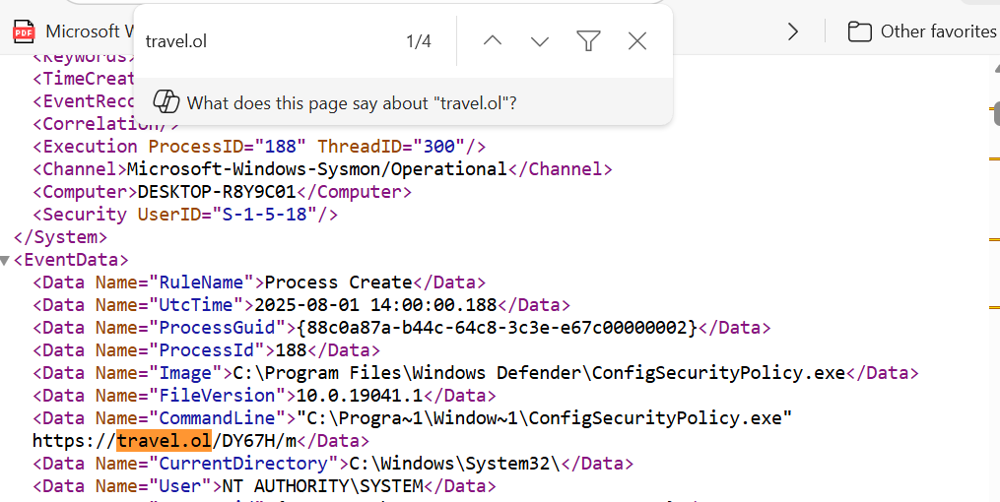 travel.ol 1/4
Microsoft
Other favorites
What does this page say about "travel.ol"?
<Keywords>
<TimeCreat
<EventReco
<Correlation/>
<Execution ProcessID="188" ThreadID="300"/>
<Channel>Microsoft-Windows-Sysmon/Operational</Channel>
<Computer>DESKTOP-R8Y9C01</Computer>
<Security UserID="S-1-5-18"/>
</System>
<EventData>
<Data Name="RuleName">Process Create</Data>
<Data Name="UtcTime">2025-08-01 14:00:00.188</Data>
<Data Name="ProcessGuid">{88c0a87a-b44c-64c8-3c3e-e67c00000002}</Data>
<Data Name="ProcessId">188</Data>
<Data Name="Image">C:\Program Files\Windows Defender\ConfigSecurityPolicy.exe</Data>
<Data Name="FileVersion">10.0.19041.1</Data>
<Data Name="CommandLine">"C:\Progra~1\Window~1\ConfigSecurityPolicy.exe"
https://travel.ol/DY67H/m</Data>
<Data Name="CurrentDirectory">C:\Windows\System32\</Data>
<Data Name="User">NT AUTHORITY\SYSTEM</Data>